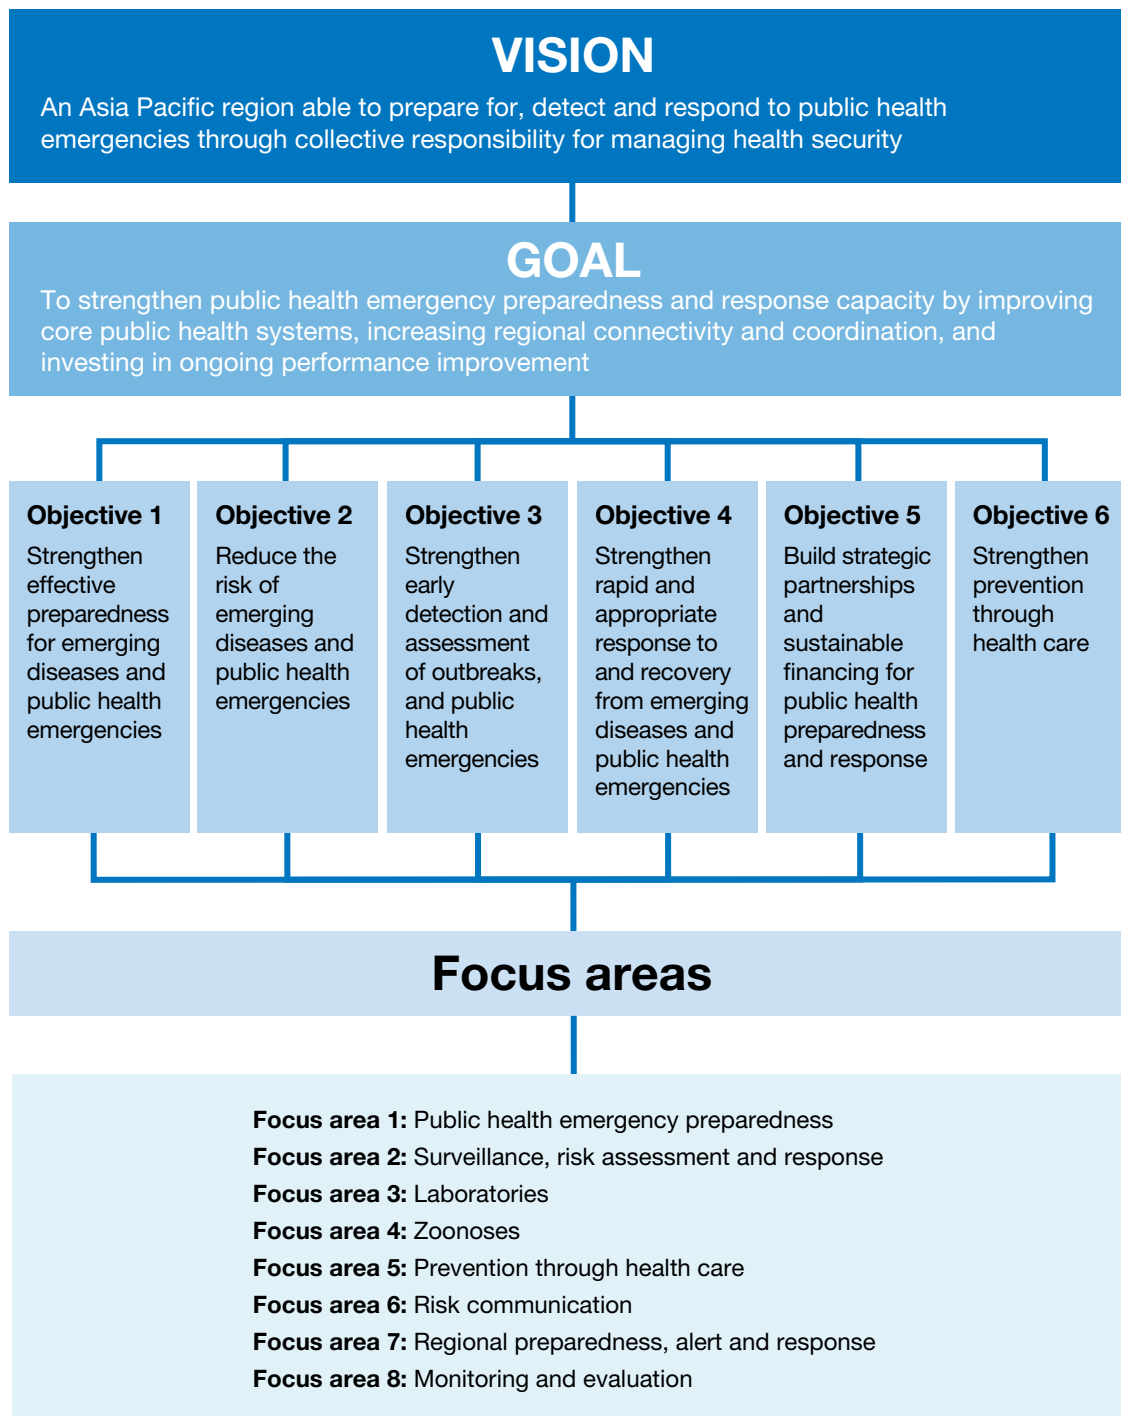 VISION
An Asia Pacific region able to prepare for, detect and respond to public health
emergencies through collective responsibility for managing health security
GOAL
To strengthen public health emergency preparedness and response capacity by improving
core public health systems, increasing regional connectivity and coordination, and
investing in ongoing performance improvement
Objective 1
Strengthen
effective
preparedness
for emerging
diseases and
public health
emergencies
Objective 2
Reduce the
risk of
emerging
diseases and
public health
emergencies
Objective 3
Strengthen
early
detection and
assessment
of outbreaks,
and public
health
emergencies
Objective 4
Strengthen
rapid and
appropriate
response to
and recovery
from emerging
diseases and
public health
emergencies
Objective 5
Build strategic
partnerships
and
sustainable
financing for
public health
preparedness
and response
Objective 6
Strengthen
prevention
through
health care
Focus areas
Focus area 1: Public health emergency preparedness
Focus area 2: Surveillance, risk assessment and response
Focus area 3: Laboratories
Focus area 4: Zoonoses
Focus area 5: Prevention through health care
Focus area 6: Risk communication
Focus area 7: Regional preparedness, alert and response
Focus area 8: Monitoring and evaluation